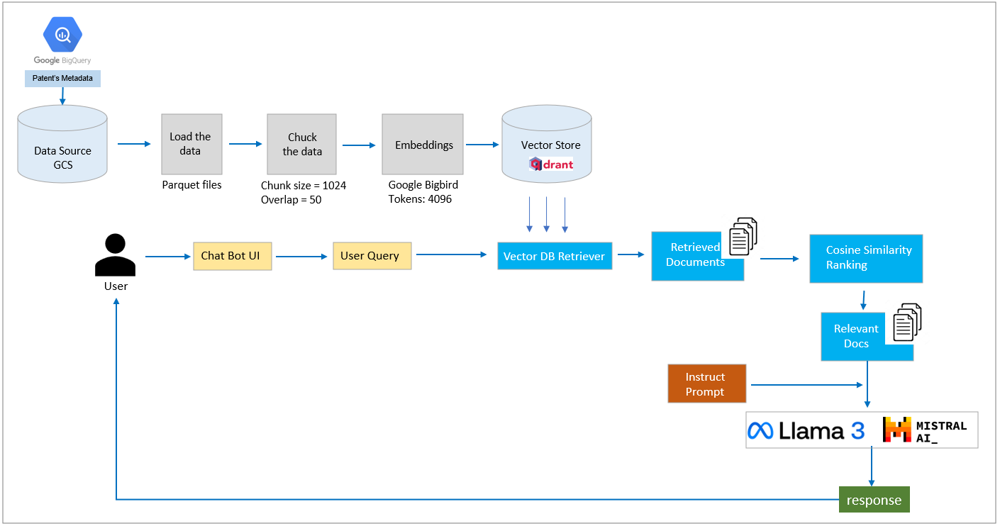 Google BigQuery
Patent's Metadata
Data Source
GCS
Load the
data
Parquet files
Chuck
the data
Chunk size = 1024
Overlap = 50
Embeddings
Google Bigbird
Tokens: 4096
Vector Store
qdrant
User
Chat Bot UI
User Query
Vector DB Retriever
Retrieved
Documents
Cosine Similarity
Ranking
Relevant
Docs
Instruct
Prompt
Llama 3
MISTRAL
AI_
response